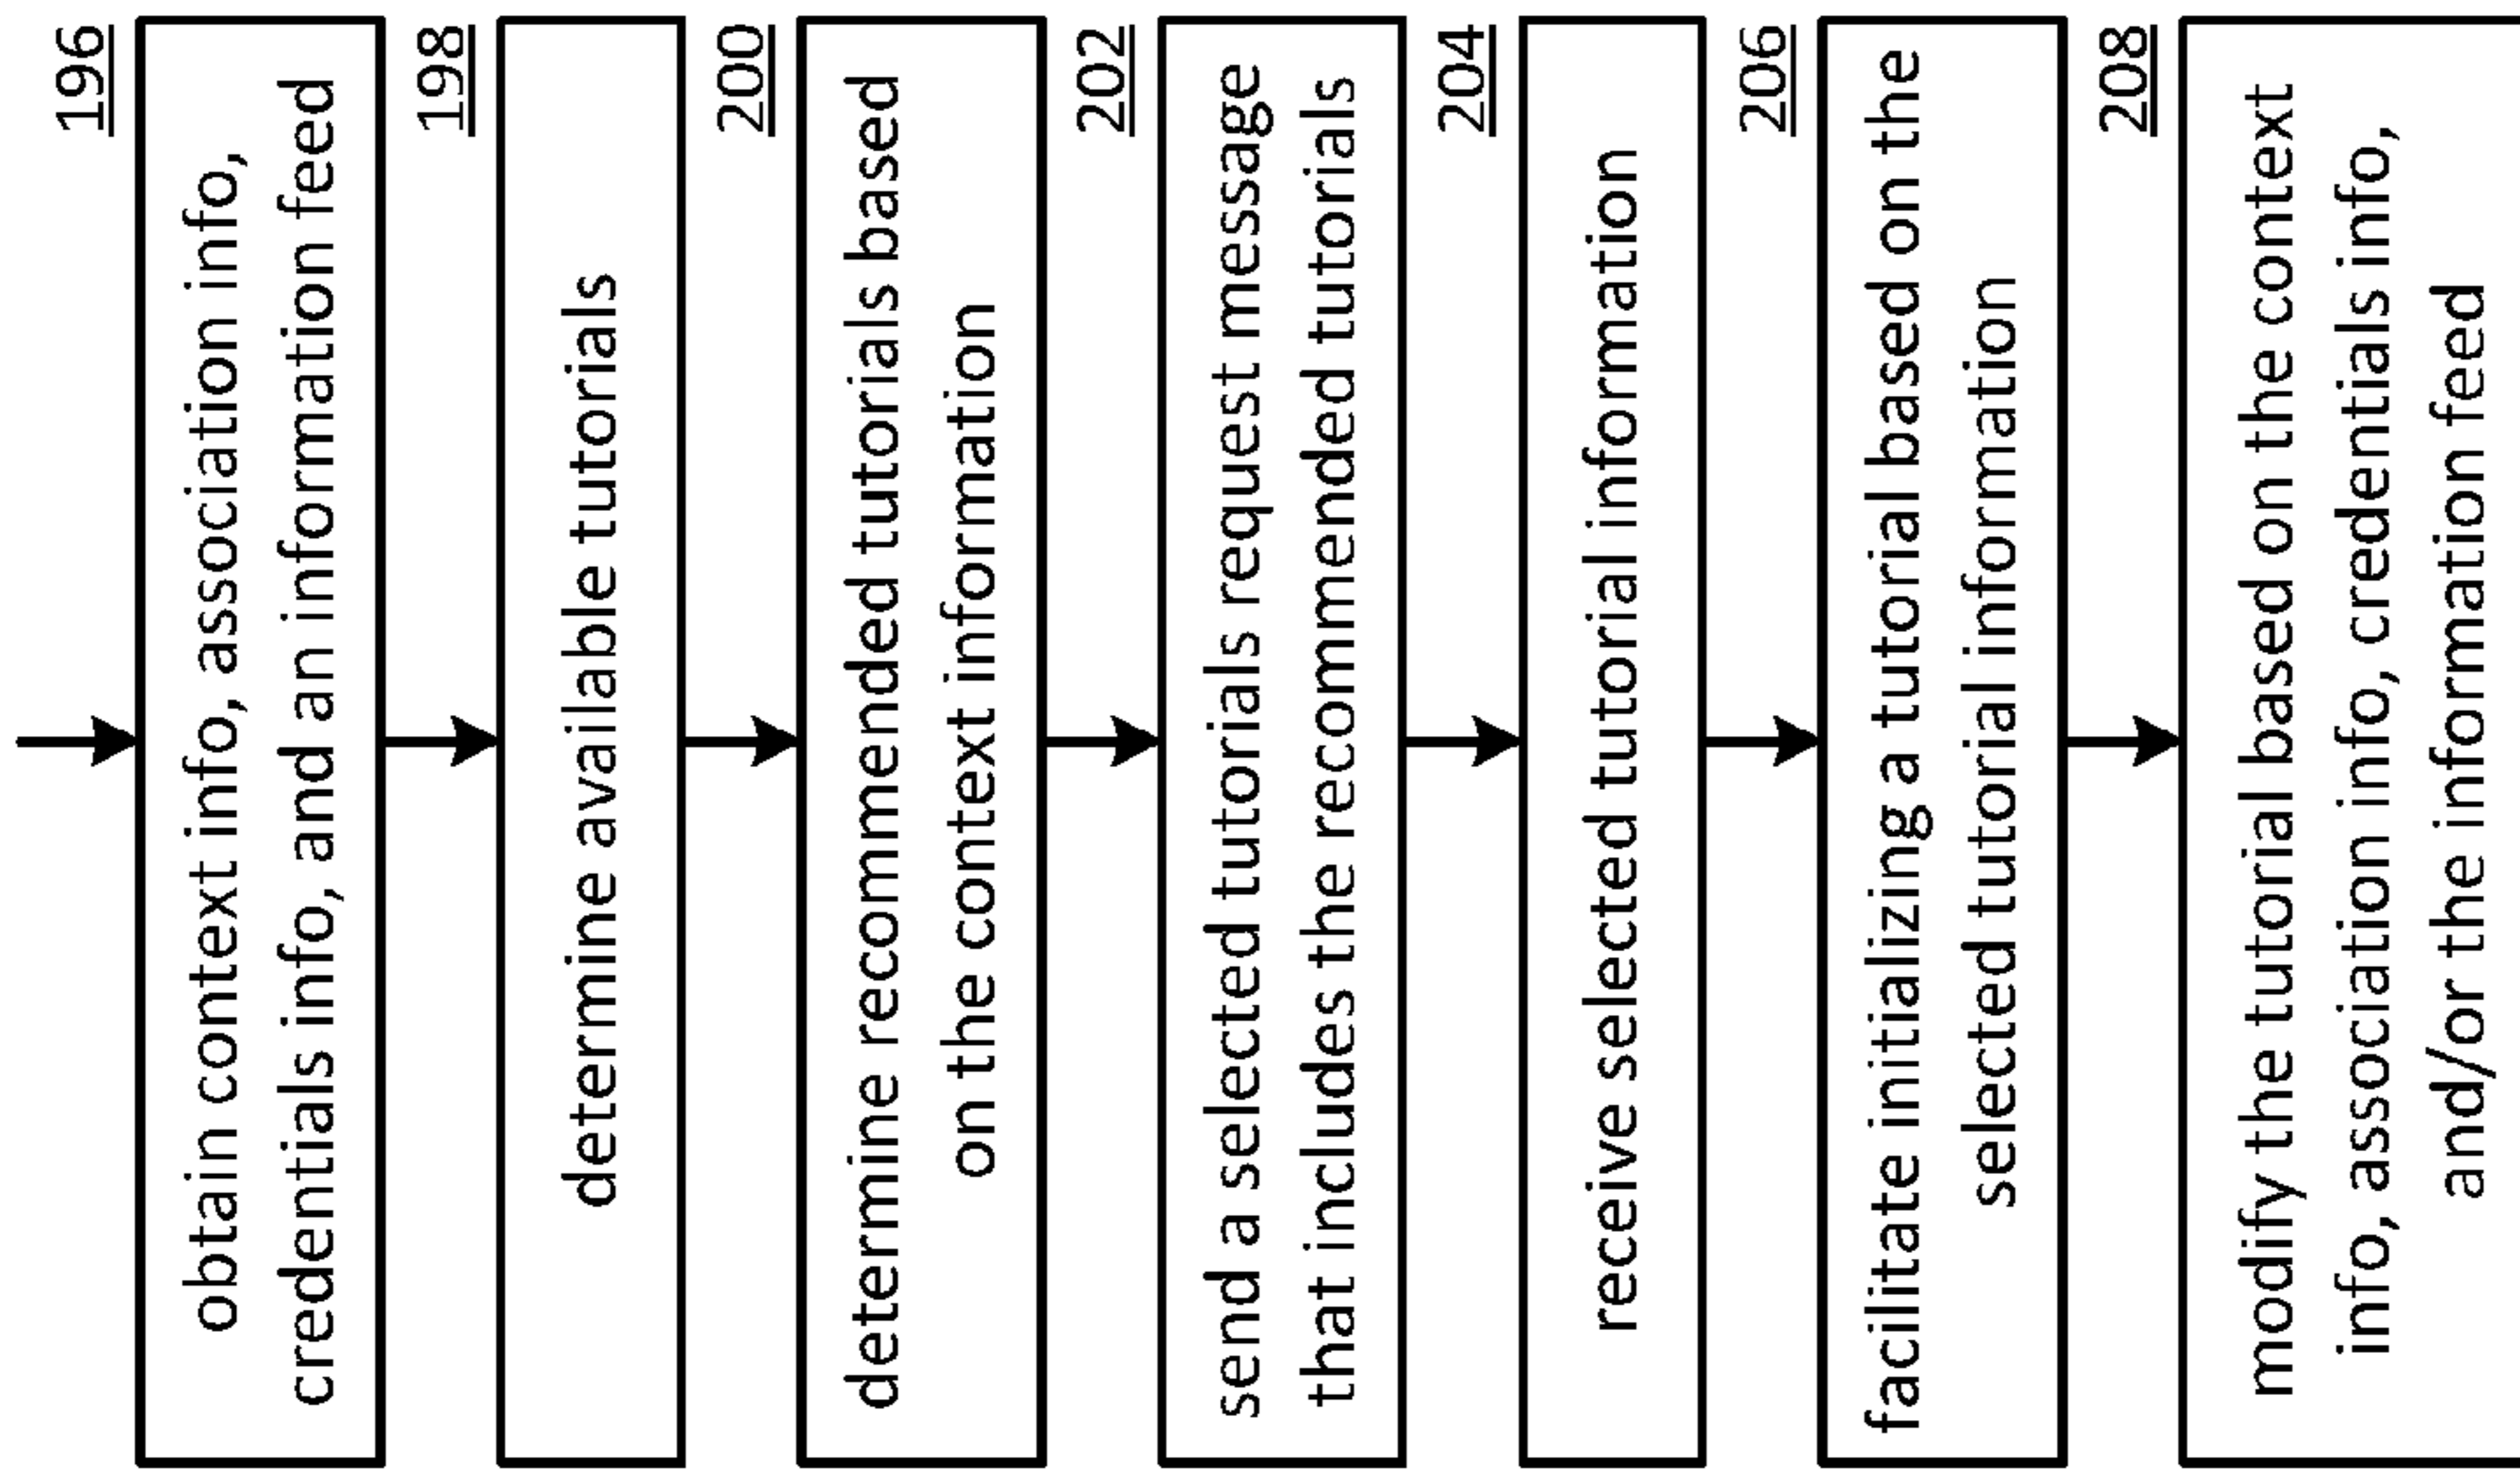 196
obtain context info, association info,
credentials info, and an information feed
198
determine available tutorials
200
determine recommended tutorials based
on the context information
202
send a selected tutorials request message
that includes the recommended tutorials
204
receive selected tutorial information
206
facilitate initializing a tutorial based on the
selected tutorial information
208
modify the tutorial based on the context
info, association info, credentials info,
and/or the information feed